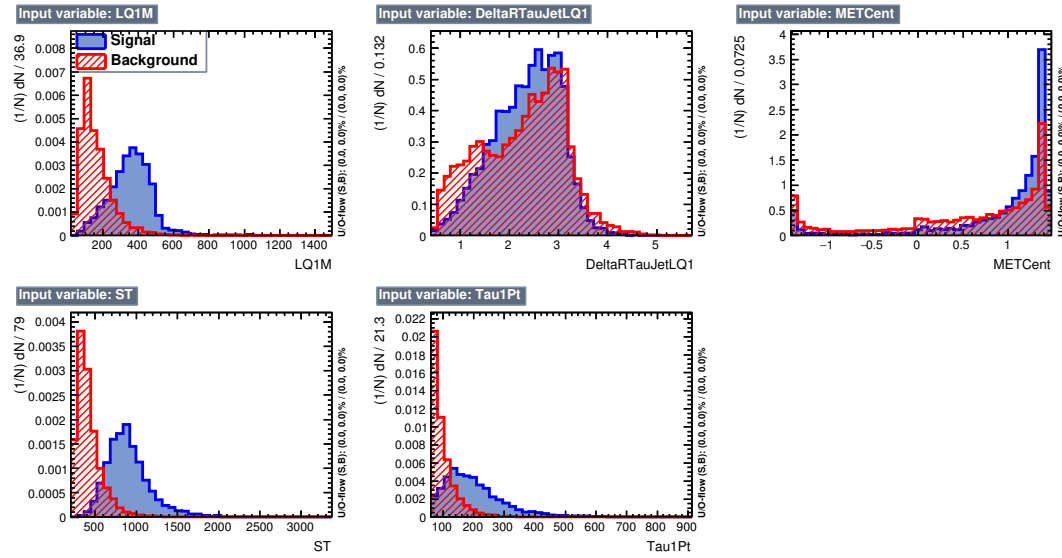 Input variable: LQ1M
(1/N) dN / 36.9
0.008
0.007
0.006
0.005
0.004
0.003
0.002
0.001
0
Signal
Background
200 400 600 800 1000 1200 1400
LQ1M
U/O-flow (S,B): (0.0, 0.0)% / (0.0, 0.0)%
Input variable: DeltaRTauJetLQ1
(1/N) dN / 0.132
0.6
0.5
0.4
0.3
0.2
0.1
0
1 2 3 4 5
DeltaRTauJetLQ1
U/O-flow (S,B): (0.0, 0.0)% / (0.0, 0.0)%
Input variable: METCent
(1/N) dN / 0.0725
4
3.5
3
2.5
2
1.5
1
0.5
0
−1 −0.5 0 0.5 1
METCent
U/O-flow (S,B): (0.0, 0.0)% / (0.0, 0.0)%
Input variable: ST
(1/N) dN / 79
0.004
0.0035
0.003
0.0025
0.002
0.0015
0.001
0.0005
0
500 1000 1500 2000 2500 3000
ST
U/O-flow (S,B): (0.0, 0.0)% / (0.0, 0.0)%
Input variable: Tau1Pt
(1/N) dN / 21.3
0.022
0.02
0.018
0.016
0.014
0.012
0.01
0.008
0.006
0.004
0.002
0
100 200 300 400 500 600 700 800 900
Tau1Pt
U/O-flow (S,B): (0.0, 0.0)% / (0.0, 0.0)%